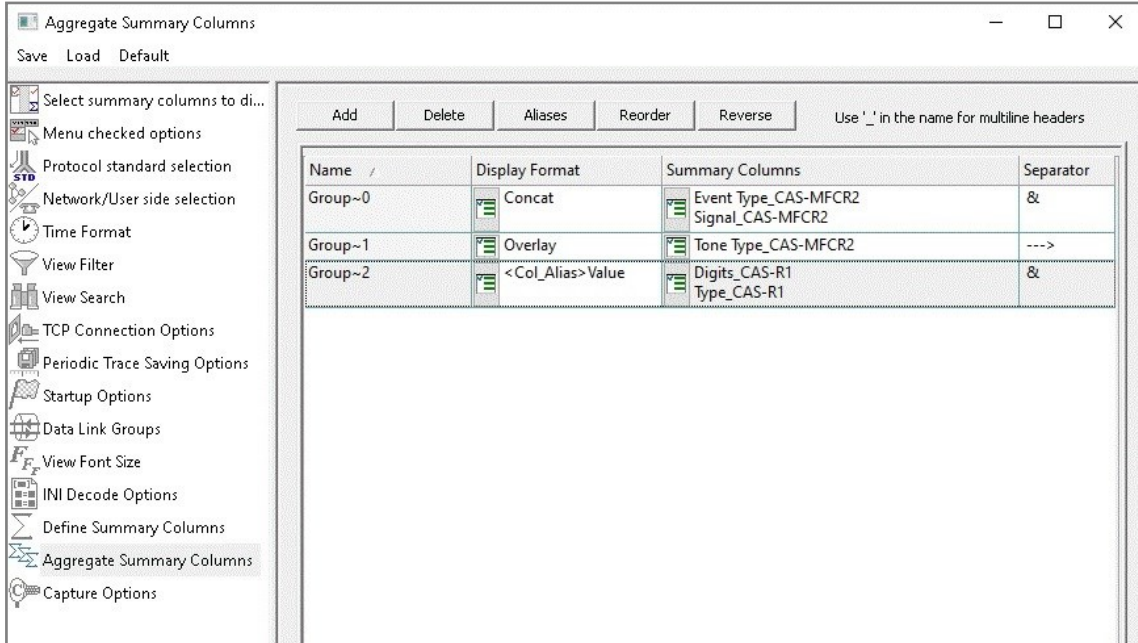 Aggregate Summary Columns
Save Load Default
Select summary columns to di...
Menu checked options
STD Protocol standard selection
Network/User side selection
Time Format
View Filter
View Search
TCP Connection Options
Periodic Trace Saving Options
Startup Options
Data Link Groups
View Font Size
INI Decode Options
Define Summary Columns
Aggregate Summary Columns
Capture Options
Add Delete Aliases Reorder Reverse Use '_' in the name for multiline headers
Name Display Format Summary Columns Separator
Group~0 Concat Event Type_CAS-MFCR2 &
Signal_CAS-MFCR2
Group~1 Overlay Tone Type_CAS-MFCR2 --->
Group~2 <Col_Alias>Value Digits_CAS-R1 &
Type_CAS-R1